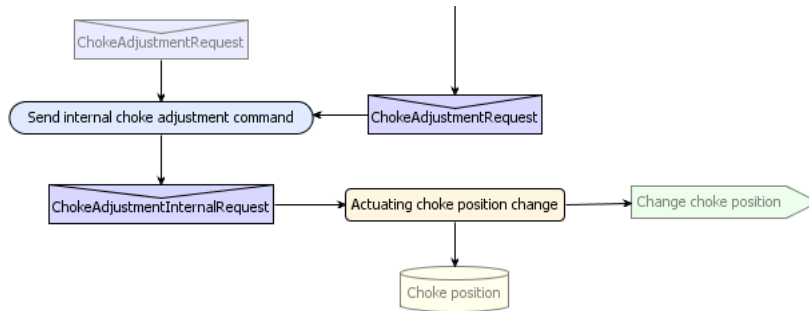 ChokeAdjustmentRequest
Send internal choke adjustment command
ChokeAdjustmentRequest
ChokeAdjustmentInternalRequest
Actuating choke position change
Change choke position
Choke position